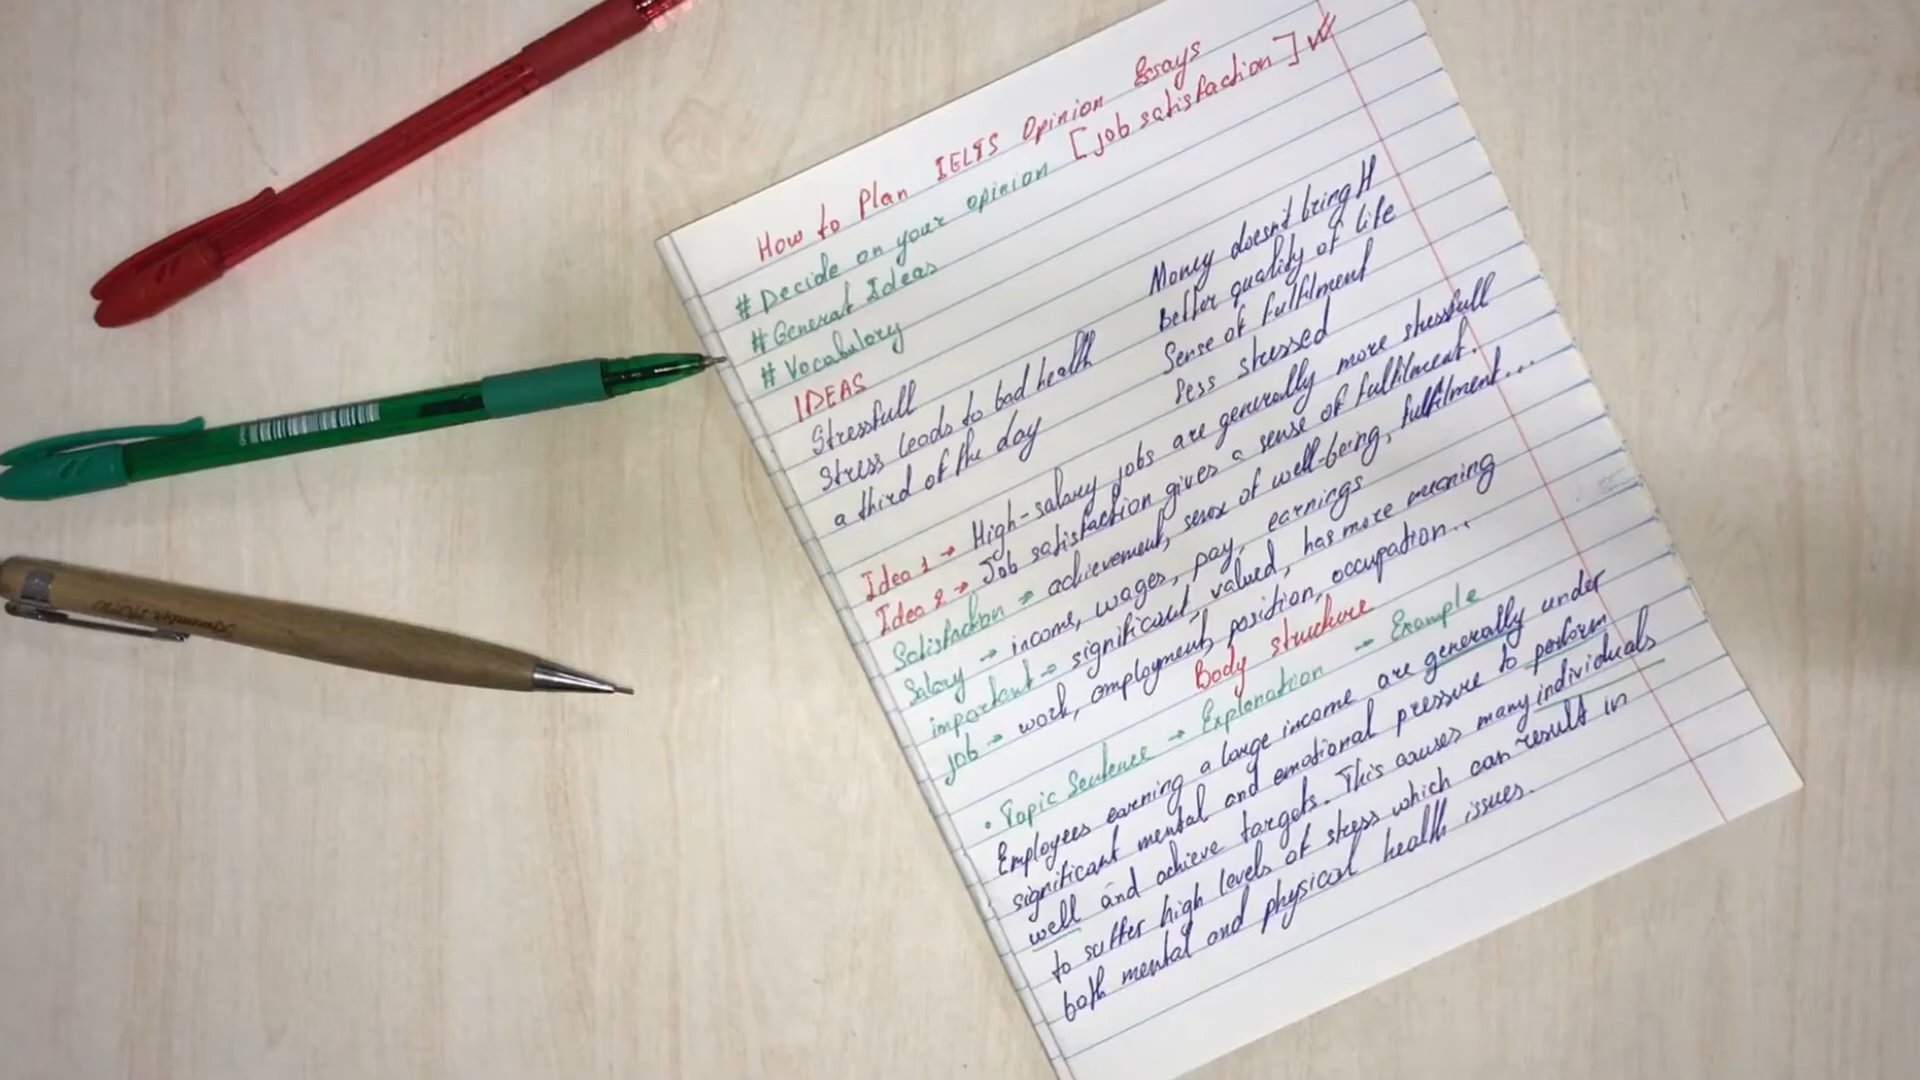 How to Plan IELTS Opinion Essays
# Decide on your opinion [job satisfaction]
# Generat Ideas
# Vocabulary
IDEAS
Stressfull
Stress leads to bad health
a third of the day
Money doesn't bring H
better quality of life
Sense of fulfilment
less stressed
Idea 1 → High-salary jobs are generally more stressfull
Idea 2 → Job satisfaction gives a sense of fulfilment.
Satisfaction → achievement, sense of well-being, fulfilment...
Salary → income, wages, pay, earnings
important → significant, valued, has more meaning
job → work, employment, position, occupation...
Body structure
• Topic Sentence → Explanation → Example
Employees earning a large income are generally under
significant mental and emotional pressure to perform
well and achieve targets. This causes many individuals
to suffer high levels of stress which can result in
both mental and physical health issues.